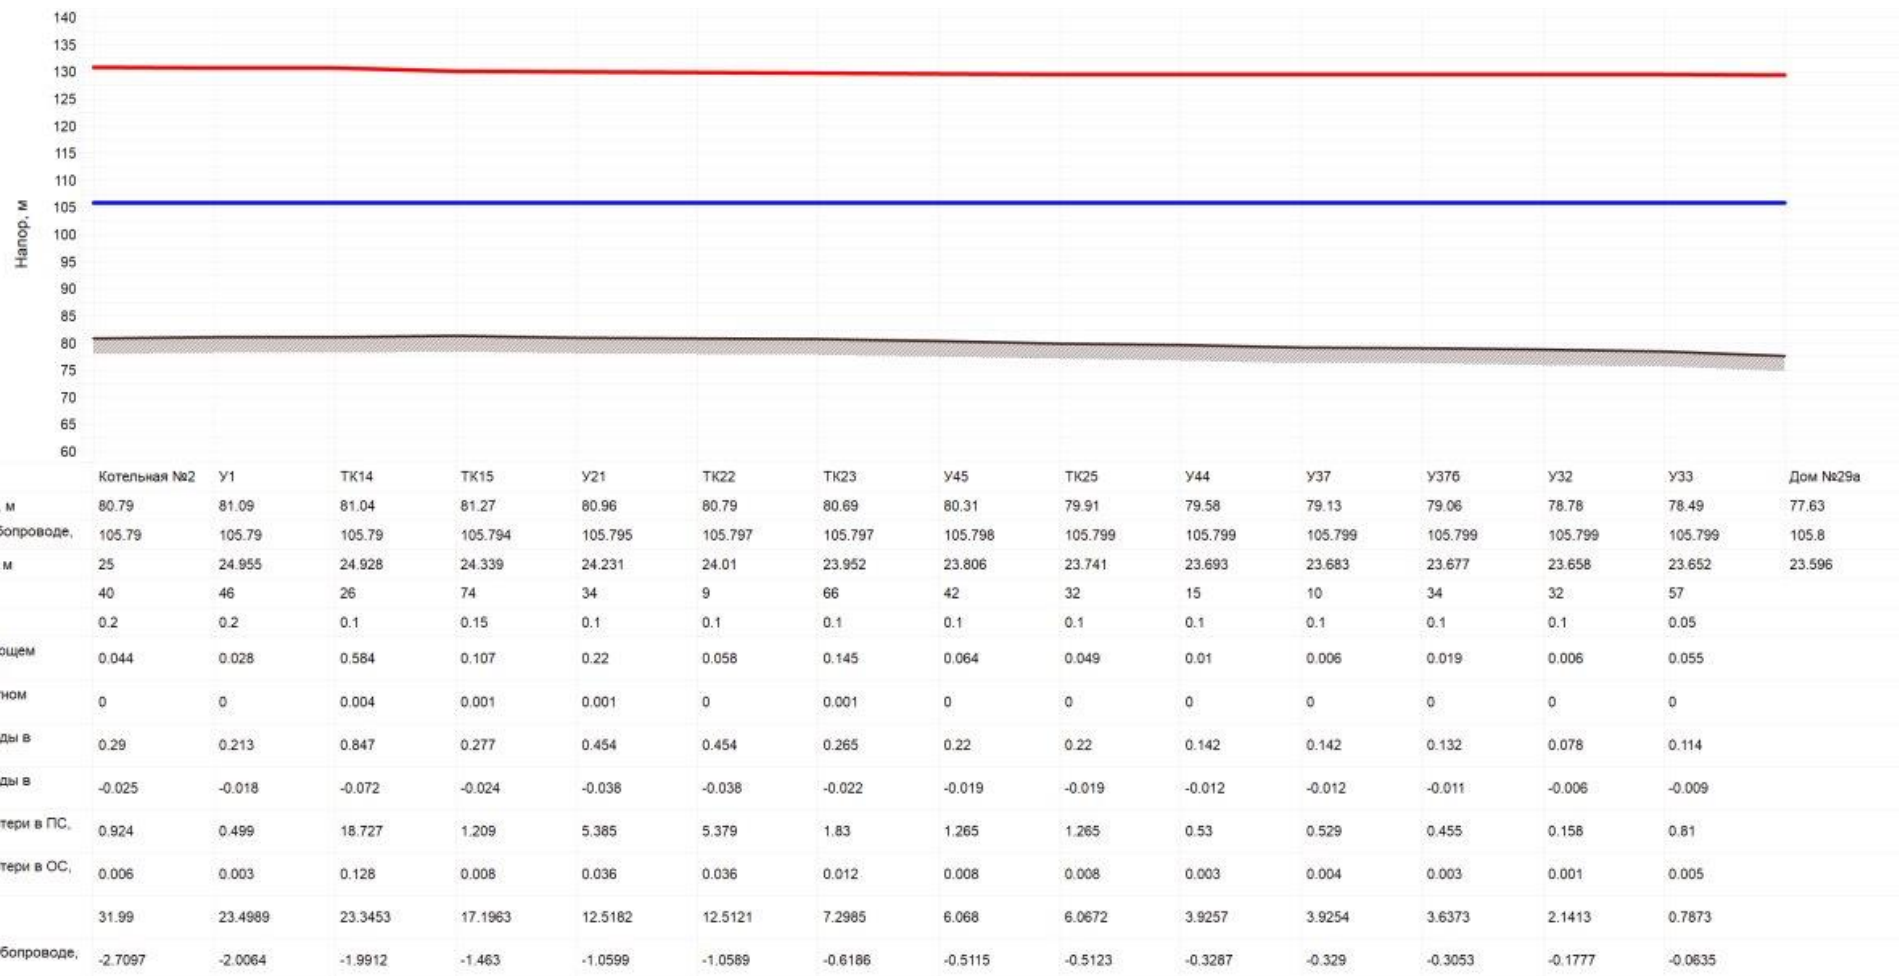 140
135
130
125
120
115
110
105
100
95
90
85
80
75
70
65
60
Напор, м
Котельная №2 У1 ТК14 ТК15 У21 ТК22 ТК23 У45 ТК25 У44 У37 У37б У32 У33 Дом №29а
м 80.79 81.09 81.04 81.27 80.96 80.79 80.69 80.31 79.91 79.58 79.13 79.06 78.78 78.49 77.63
бопроводе, 105.79 105.79 105.79 105.794 105.795 105.797 105.797 105.798 105.799 105.799 105.799 105.799 105.799 105.799 105.8
м 25 24.955 24.928 24.339 24.231 24.01 23.952 23.806 23.741 23.693 23.683 23.677 23.658 23.652 23.596
40 46 26 74 34 9 66 42 32 15 10 34 32 57
0.2 0.2 0.1 0.15 0.1 0.1 0.1 0.1 0.1 0.1 0.1 0.1 0.1 0.05
ющем 0.044 0.028 0.584 0.107 0.22 0.058 0.145 0.064 0.049 0.01 0.006 0.019 0.006 0.055
ном 0 0 0.004 0.001 0.001 0 0.001 0 0 0 0 0 0 0
ды в 0.29 0.213 0.847 0.277 0.454 0.454 0.265 0.22 0.22 0.142 0.142 0.132 0.078 0.114
ды в -0.025 -0.018 -0.072 -0.024 -0.038 -0.038 -0.022 -0.019 -0.019 -0.012 -0.012 -0.011 -0.006 -0.009
тери в ПС, 0.924 0.499 18.727 1.209 5.385 5.379 1.83 1.265 1.265 0.53 0.529 0.455 0.158 0.81
тери в ОС, 0.006 0.003 0.128 0.008 0.036 0.036 0.012 0.008 0.008 0.003 0.004 0.003 0.001 0.005
31.99 23.4989 23.3453 17.1963 12.5182 12.5121 7.2985 6.068 6.0672 3.9257 3.9254 3.6373 2.1413 0.7873
бопроводе, -2.7097 -2.0064 -1.9912 -1.463 -1.0599 -1.0589 -0.6186 -0.5115 -0.5123 -0.3287 -0.329 -0.3053 -0.1777 -0.0635